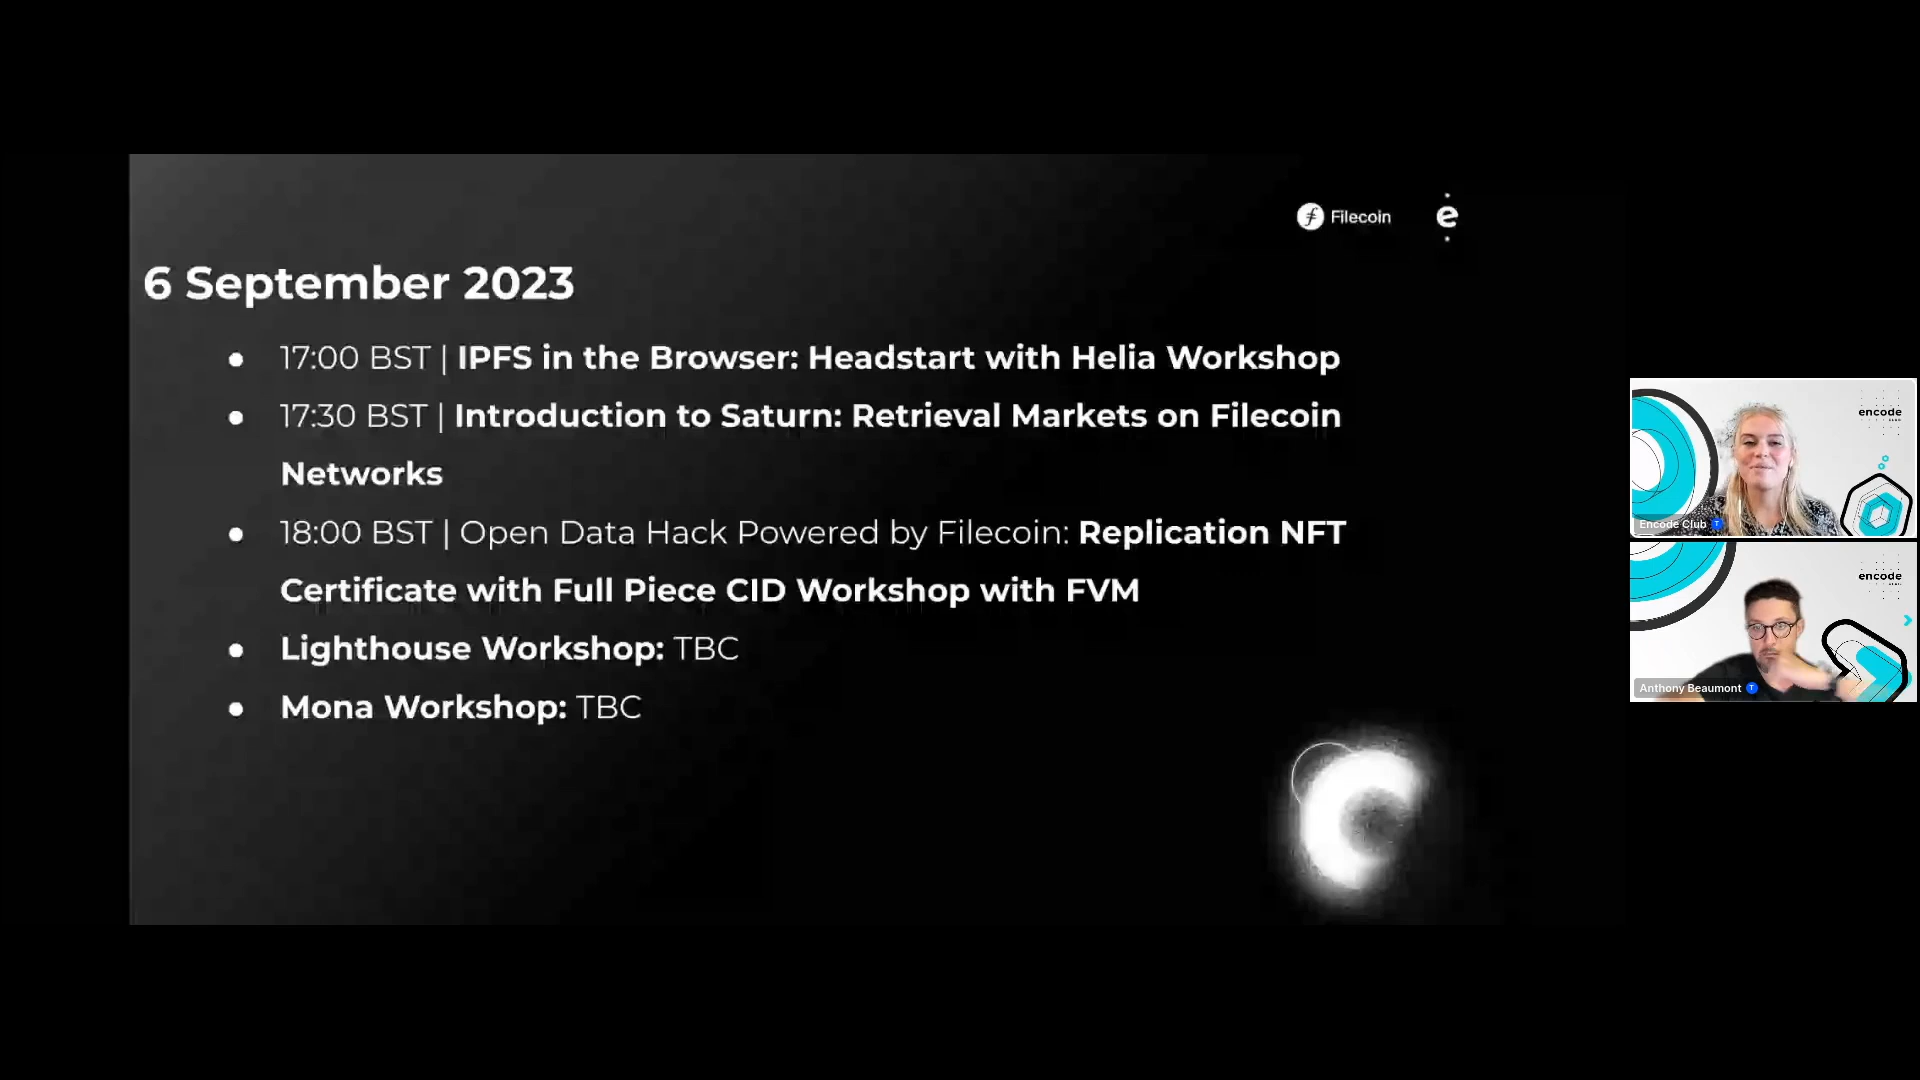 Filecoin
e
6 September 2023
● 17:00 BST | IPFS in the Browser: Headstart with Helia Workshop
● 17:30 BST | Introduction to Saturn: Retrieval Markets on Filecoin
Networks
● 18:00 BST | Open Data Hack Powered by Filecoin: Replication NFT
Certificate with Full Piece CID Workshop with FVM
● Lighthouse Workshop: TBC
● Mona Workshop: TBC
encode
Encode Club T
encode
Anthony Beaumont T